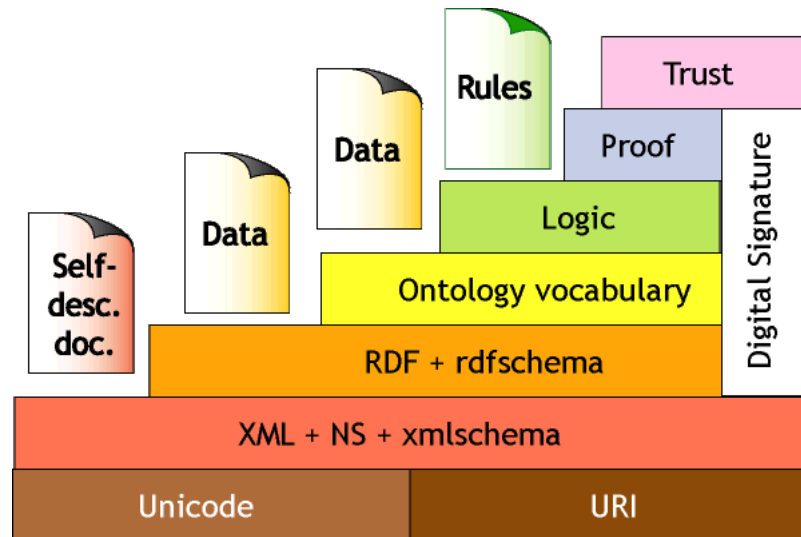 Trust
Rules
Proof
Data
Digital Signature
Logic
Data
Self-
desc.
doc.
Ontology vocabulary
RDF + rdfschema
XML + NS + xmlschema
Unicode
URI